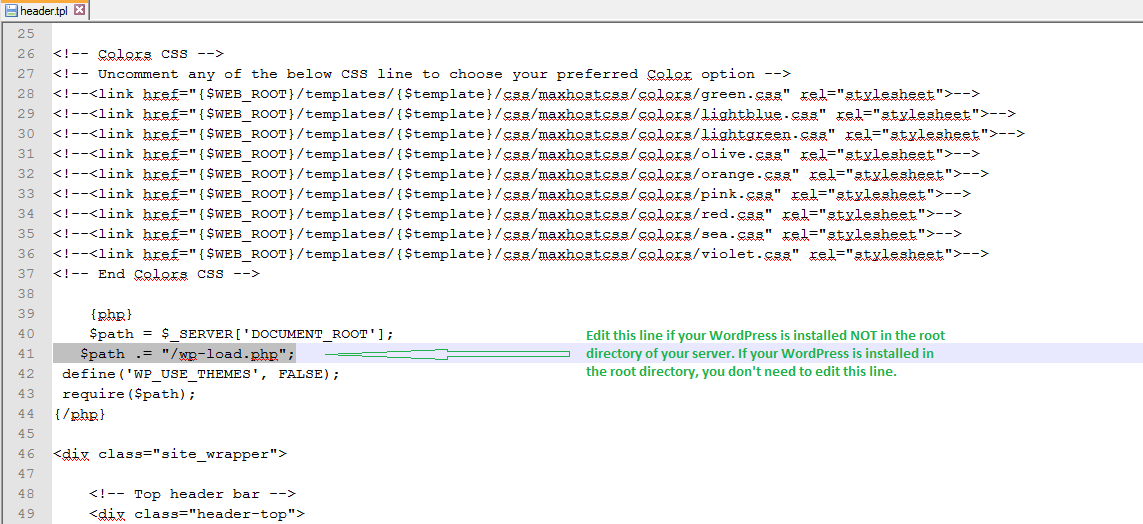 header.tpl
25
26 <!-- Colors CSS -->
27 <!-- Uncomment any of the below CSS line to choose your preferred Color option -->
28 <!--<link href="{$WEB_ROOT}/templates/{$template}/css/maxhostcss/colors/green.css" rel="stylesheet">-->
29 <!--<link href="{$WEB_ROOT}/templates/{$template}/css/maxhostcss/colors/lightblue.css" rel="stylesheet">-->
30 <!--<link href="{$WEB_ROOT}/templates/{$template}/css/maxhostcss/colors/lightgreen.css" rel="stylesheet">-->
31 <!--<link href="{$WEB_ROOT}/templates/{$template}/css/maxhostcss/colors/olive.css" rel="stylesheet">-->
32 <!--<link href="{$WEB_ROOT}/templates/{$template}/css/maxhostcss/colors/orange.css" rel="stylesheet">-->
33 <!--<link href="{$WEB_ROOT}/templates/{$template}/css/maxhostcss/colors/pink.css" rel="stylesheet">-->
34 <!--<link href="{$WEB_ROOT}/templates/{$template}/css/maxhostcss/colors/red.css" rel="stylesheet">-->
35 <!--<link href="{$WEB_ROOT}/templates/{$template}/css/maxhostcss/colors/sea.css" rel="stylesheet">-->
36 <!--<link href="{$WEB_ROOT}/templates/{$template}/css/maxhostcss/colors/violet.css" rel="stylesheet">-->
37 <!-- End Colors CSS -->
38
39 {php}
40 $path = $_SERVER['DOCUMENT_ROOT'];
41 $path .= "/wp-load.php";
42 define('WP_USE_THEMES', FALSE);
43 require($path);
44 {/php}
45
46 <div class="site_wrapper">
47
48 <!-- Top header bar -->
49 <div class="header-top">
Edit this line if your WordPress is installed NOT in the root
directory of your server. If your WordPress is installed in
the root directory, you don't need to edit this line.